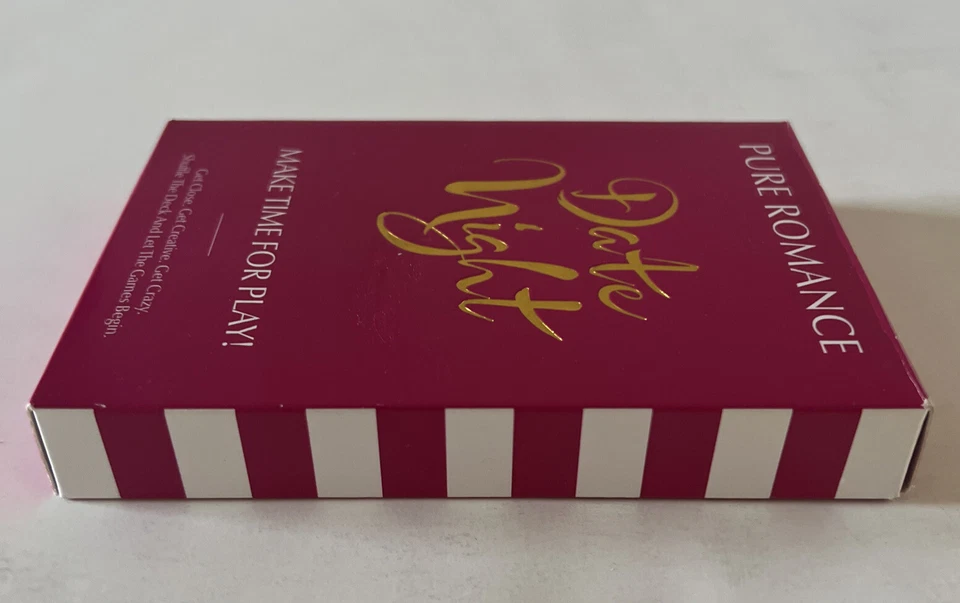 PURE ROMANCE
Date
Night
MAKE TIME FOR PLAY!
Get Close. Get Creative. Get Crazy.
Shuffle The Deck And Let The Games Begin.